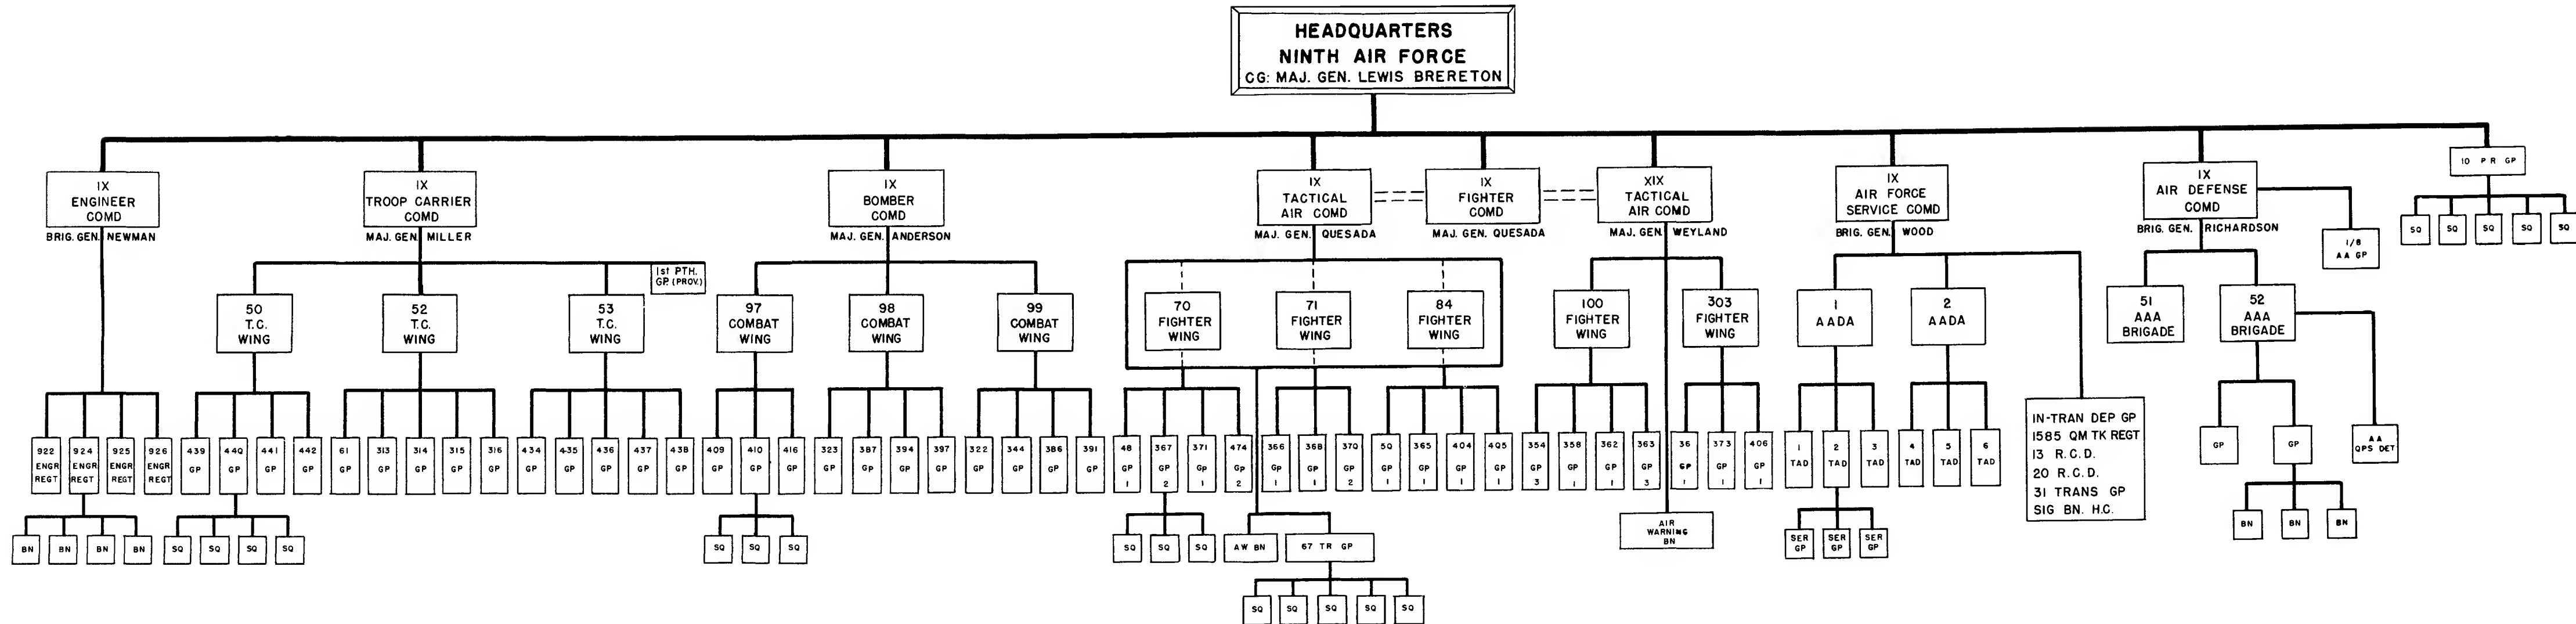 HEADQUARTERS
NINTH AIR FORCE
CG: MAJ. GEN. LEWIS BRERETON
IX
ENGINEER
COMD
BRIG. GEN. NEWMAN
IX
TROOP CARRIER
COMD
MAJ. GEN. MILLER
IX
BOMBER
COMD
MAJ. GEN. ANDERSON
IX
TACTICAL
AIR COMD
MAJ. GEN. QUESADA
IX
FIGHTER
COMD
MAJ. GEN. QUESADA
XIX
TACTICAL
AIR COMD
MAJ. GEN. WEYLAND
IX
AIR FORCE
SERVICE COMD
BRIG. GEN. WOOD
IX
AIR DEFENSE
COMD
BRIG. GEN. RICHARDSON
10 P R GP
SQ
SQ
SQ
SQ
SQ
1/8
AA GP
1st PTH.
GP. (PROV.)
50
T.C.
WING
52
T.C.
WING
53
T.C.
WING
97
COMBAT
WING
98
COMBAT
WING
99
COMBAT
WING
70
FIGHTER
WING
71
FIGHTER
WING
84
FIGHTER
WING
100
FIGHTER
WING
303
FIGHTER
WING
1
AADA
2
AADA
51
AAA
BRIGADE
52
AAA
BRIGADE
922
ENGR
REGT
924
ENGR
REGT
925
ENGR
REGT
926
ENGR
REGT
439
GP
440
GP
441
GP
442
GP
61
GP
313
GP
314
GP
315
GP
316
GP
434
GP
435
GP
436
GP
437
GP
438
GP
409
GP
410
GP
416
GP
323
GP
387
GP
394
GP
397
GP
322
GP
344
GP
386
GP
391
GP
48
GP
1
367
GP
2
371
GP
1
474
GP
2
366
GP
1
368
GP
1
370
GP
2
50
GP
1
365
GP
1
404
GP
1
405
GP
1
354
GP
3
358
GP
1
362
GP
1
363
GP
3
36
GP
1
373
GP
1
406
GP
1
1
TAD
2
TAD
3
TAD
4
TAD
5
TAD
6
TAD
IN-TRAN DEP GP
1585 QM TK REGT
13 R.C.D.
20 R.C.D.
31 TRANS GP
SIG BN. H.C.
GP
GP
AA
OPS DET
BN
BN
BN
BN
SQ
SQ
SQ
SQ
SQ
SQ
SQ
SQ
SQ
SQ
AW BN
67 TR GP
AIR
WARNING
BN
SER
GP
SER
GP
SER
GP
BN
BN
BN
SQ
SQ
SQ
SQ
SQ